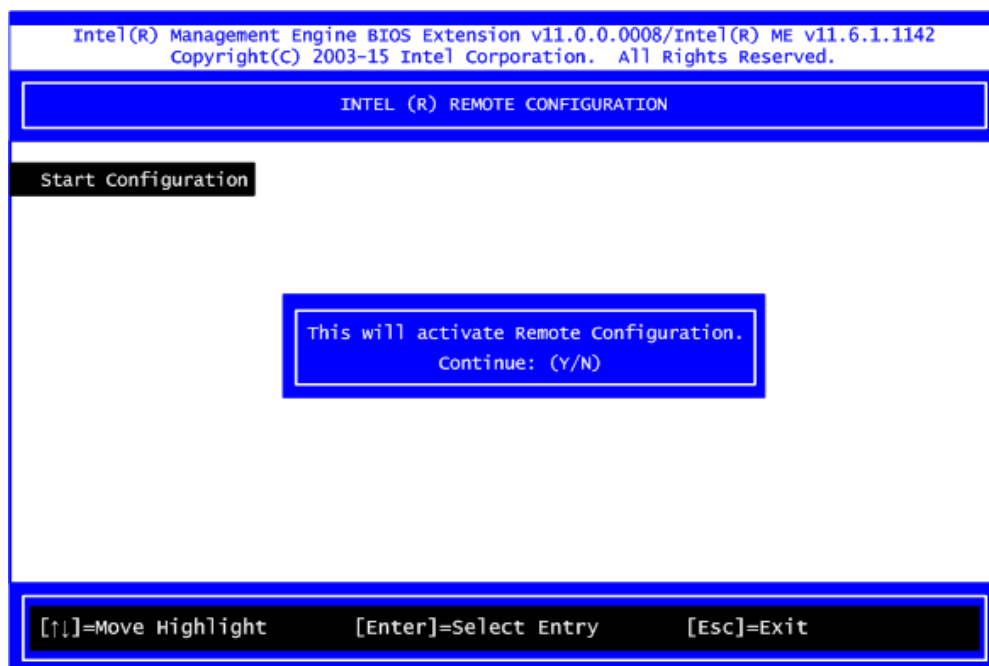 Intel(R) Management Engine BIOS Extension v11.0.0.0008/Intel(R) ME v11.6.1.1142
Copyright(C) 2003-15 Intel Corporation. All Rights Reserved.
INTEL (R) REMOTE CONFIGURATION
Start Configuration
This will activate Remote Configuration.
Continue: (Y/N)
[↑↓]=Move Highlight [Enter]=Select Entry [Esc]=Exit